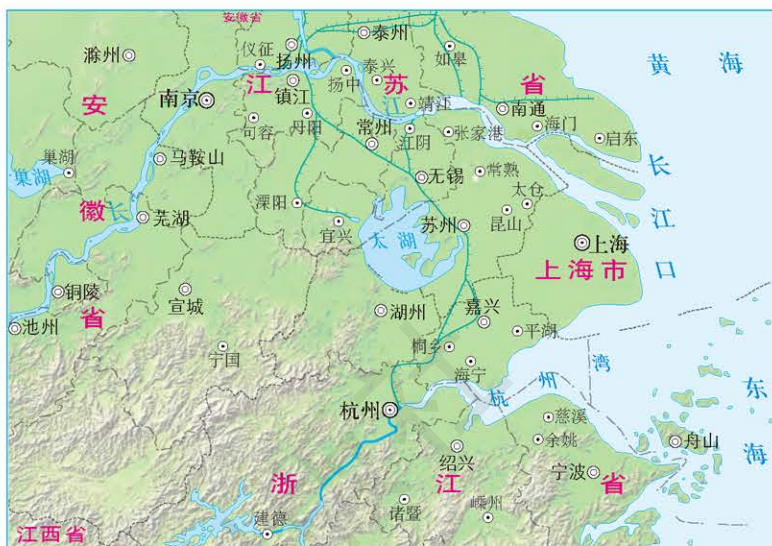 安徽省
滁州
仪征
扬州
泰州
如皋
黄海
安
江
苏
省
南京
镇江
扬中
泰兴
江
靖江
南通
海门
启东
句容
丹阳
常州
江阴
张家港
巢湖
巢湖
马鞍山
无锡
常熟
太仓
长江口
徽
长
芜湖
溧阳
宜兴
太湖
苏州
昆山
上海
上海市
铜陵
宣城
湖州
嘉兴
省
池州
宁国
桐乡
平湖
海宁
杭州湾
东海
杭州
慈溪
余姚
舟山
绍兴
宁波
浙
江
省
诸暨
嵊州
建德
江西省